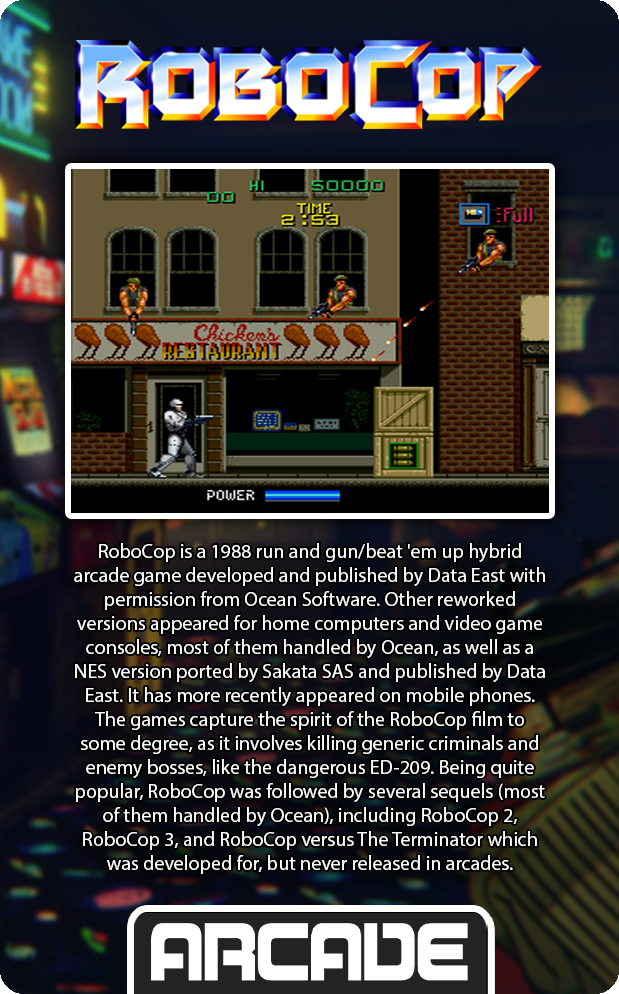 ROBOCOP
HI 50000
00
TIME
2:53
:Full
Chicken's
RESTAURANT
POWER
RoboCop is a 1988 run and gun/beat 'em up hybrid
arcade game developed and published by Data East with
permission from Ocean Software. Other reworked
versions appeared for home computers and video game
consoles, most of them handled by Ocean, as well as a
NES version ported by Sakata SAS and published by Data
East. It has more recently appeared on mobile phones.
The games capture the spirit of the RoboCop film to
some degree, as it involves killing generic criminals and
enemy bosses, like the dangerous ED-209. Being quite
popular, RoboCop was followed by several sequels (most
of them handled by Ocean), including RoboCop 2,
RoboCop 3, and RoboCop versus The Terminator which
was developed for, but never released in arcades.
ARCADE